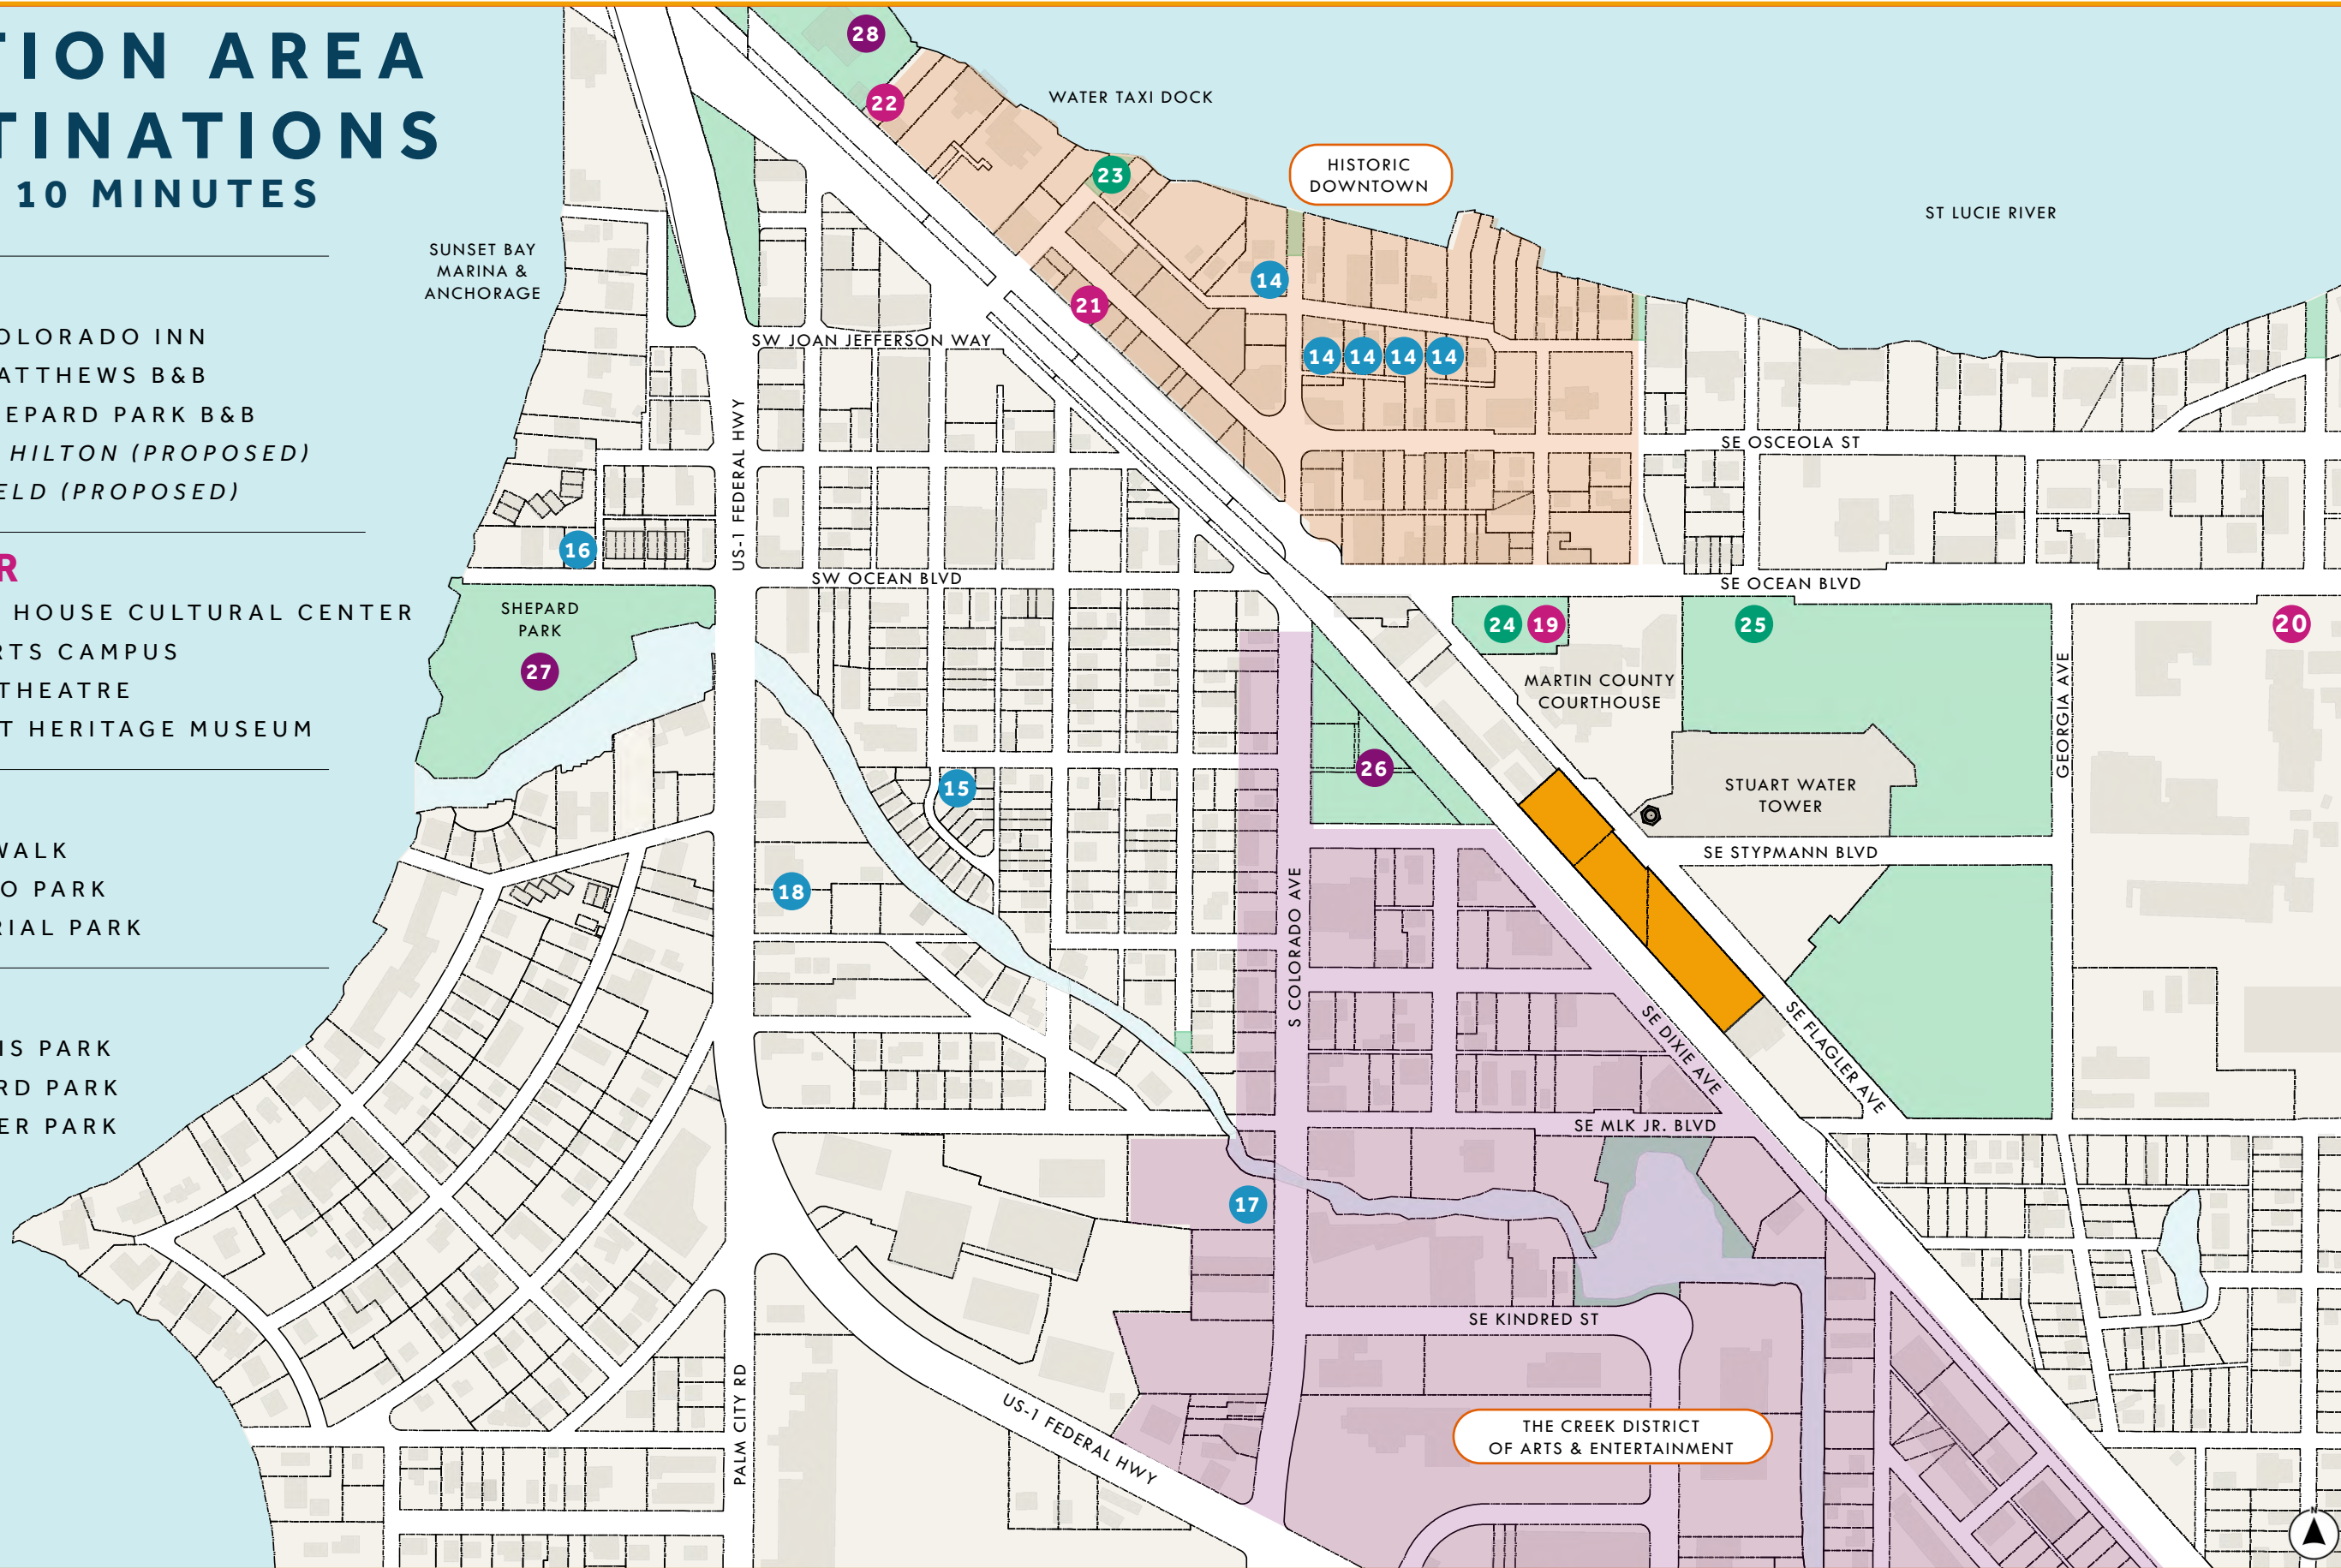 TION AREA
TINATIONS
10 MINUTES
OLORADO INN
ATTHEWS B&B
EPARD PARK B&B
HILTON (PROPOSED)
ELD (PROPOSED)
R
HOUSE CULTURAL CENTER
RTS CAMPUS
THEATRE
T HERITAGE MUSEUM
WALK
O PARK
RIAL PARK
IS PARK
RD PARK
ER PARK
28
22
WATER TAXI DOCK
23
HISTORIC
DOWNTOWN
ST LUCIE RIVER
SUNSET BAY
MARINA &
ANCHORAGE
14
21
SW JOAN JEFFERSON WAY
14 14 14 14
US-1 FEDERAL HWY
SE OSCEOLA ST
16
SW OCEAN BLVD
SE OCEAN BLVD
SHEPARD
PARK
27
24 19
25
20
MARTIN COUNTY
COURTHOUSE
GEORGIA AVE
26
15
STUART WATER
TOWER
SE STYPMANN BLVD
18
S COLORADO AVE
SE DIXIE AVE
SE FLAGLER AVE
SE MLK JR. BLVD
17
SE KINDRED ST
PALM CITY RD
US-1 FEDERAL HWY
THE CREEK DISTRICT
OF ARTS & ENTERTAINMENT
N